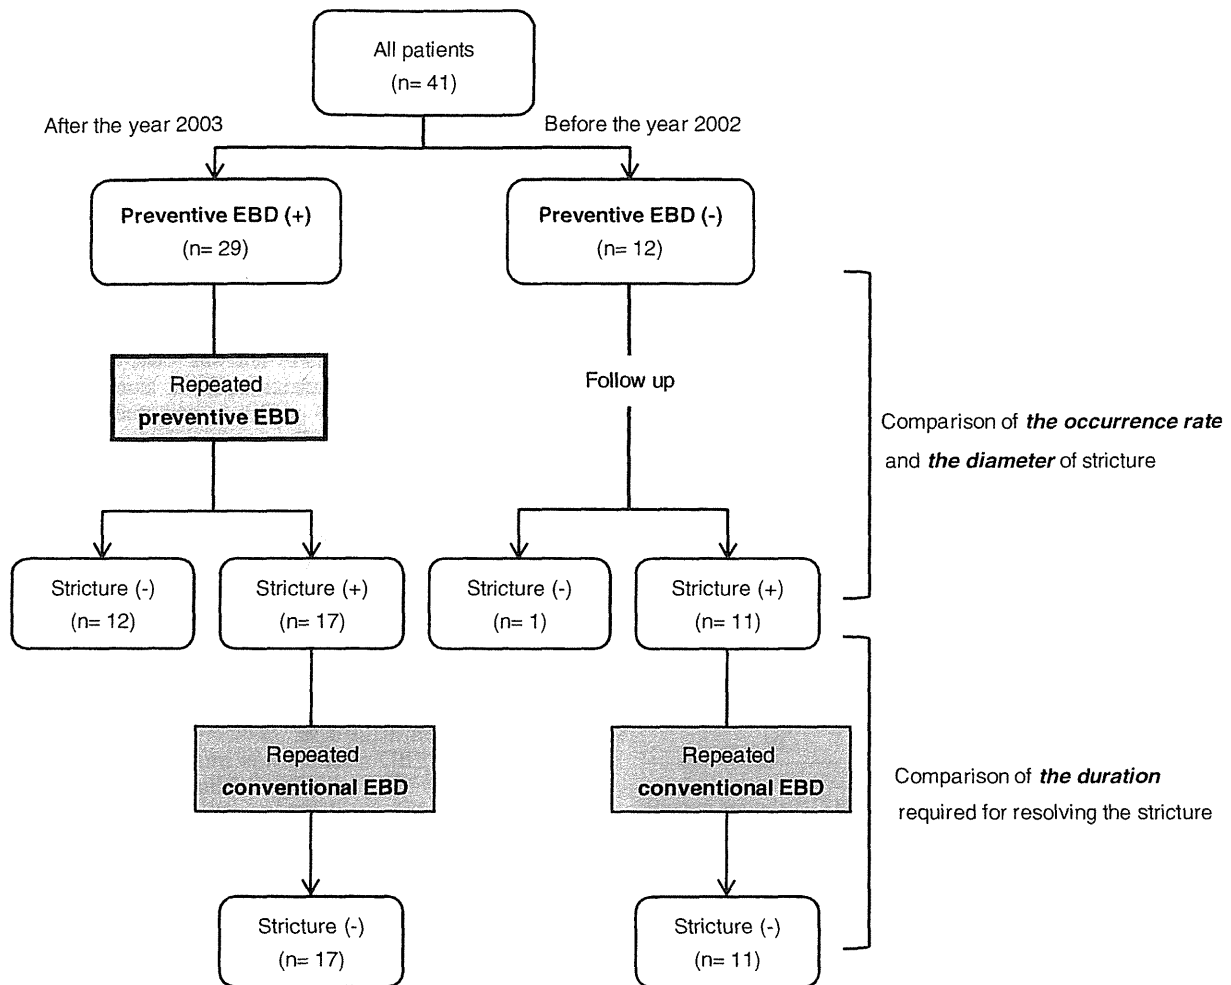 All patients
(n= 41)
After the year 2003
Before the year 2002
Preventive EBD (+)
(n= 29)
Preventive EBD (-)
(n= 12)
Repeated
preventive EBD
Follow up
Comparison of the occurrence rate
and the diameter of stricture
Stricture (-)
(n= 12)
Stricture (+)
(n= 17)
Stricture (-)
(n= 1)
Stricture (+)
(n= 11)
Repeated
conventional EBD
Repeated
conventional EBD
Comparison of the duration
required for resolving the stricture
Stricture (-)
(n= 17)
Stricture (-)
(n= 11)